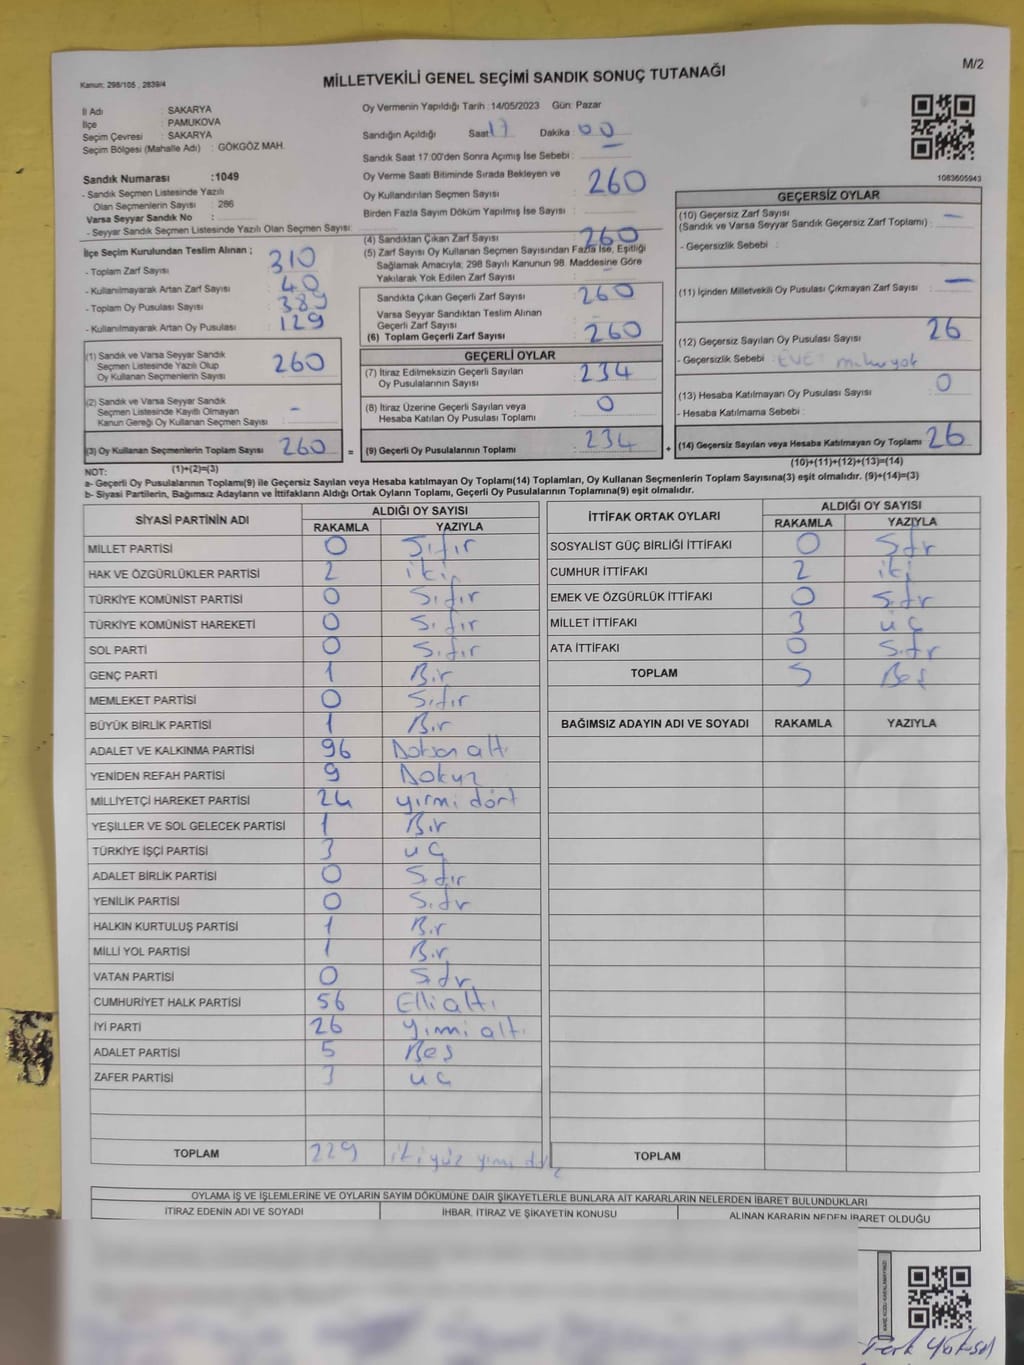 Kanun: 298/105 , 2839/4
MİLLETVEKİLİ GENEL SEÇİMİ SANDIK SONUÇ TUTANAĞI
M/2
İl Adı : SAKARYA
İlçe : PAMUKOVA
Seçim Çevresi : SAKARYA
Seçim Bölgesi (Mahalle Adı) : GÖKGÖZ MAH.
Sandık Numarası :1049
- Sandık Seçmen Listesinde Yazılı
Olan Seçmenlerin Sayısı : 286
Varsa Seyyar Sandık No :
- Seyyar Sandık Seçmen Listesinde Yazılı Olan Seçmen Sayısı:
Oy Vermenin Yapıldığı Tarih :14/05/2023 Gün: Pazar
Sandığın Açıldığı Saat 17 Dakika : 00
Sandık Saat 17:00'den Sonra Açımış İse Sebebi :
Oy Verme Saati Bitiminde Sırada Bekleyen ve
Oy Kullandırılan Seçmen Sayısı : 260
Birden Fazla Sayım Döküm Yapılmış İse Sayısı :
1083605943
İlçe Seçim Kurulundan Teslim Alınan ;
- Toplam Zarf Sayısı : 310
- Kullanılmayarak Artan Zarf Sayısı : 40
- Toplam Oy Pusulası Sayısı : 389
- Kullanılmayarak Artan Oy Pusulası : 129
(4) Sandıktan Çıkan Zarf Sayısı : 260
(5) Zarf Sayısı Oy Kullanan Seçmen Sayısından Fazla İse, Eşitliği
Sağlamak Amacıyla; 298 Sayılı Kanunun 98. Maddesine Göre
Yakılarak Yok Edilen Zarf Sayısı :
Sandıkta Çıkan Geçerli Zarf Sayısı : 260
Varsa Seyyar Sandıktan Teslim Alınan
Geçerli Zarf Sayısı :
(6) Toplam Geçerli Zarf Sayısı : 260
GEÇERSİZ OYLAR
(10) Geçersiz Zarf Sayısı
(Sandık ve Varsa Seyyar Sandık Geçersiz Zarf Toplamı) : -
- Geçersizlik Sebebi :
(11) İçinden Milletvekili Oy Pusulası Çıkmayan Zarf Sayısı : -
(12) Geçersiz Sayılan Oy Pusulası Sayısı : 26
- Geçersizlik Sebebi : EVET mühür yok
(13) Hesaba Katılmayan Oy Pusulası Sayısı : 0
- Hesaba Katılmama Sebebi :
(14) Geçersiz Sayılan veya Hesaba Katılmayan Oy Toplamı : 26
(10)+(11)+(12)+(13)=(14)
(1) Sandık ve Varsa Seyyar Sandık
Seçmen Listesinde Yazılı Olup
Oy Kullanan Seçmenlerin Sayısı : 260
(2) Sandık ve Varsa Seyyar Sandık
Seçmen Listesinde Kayıtlı Olmayan
Kanun Gereği Oy Kullanan Seçmen Sayısı : -
(3) Oy Kullanan Seçmenlerin Toplam Sayısı : 260
(1)+(2)=(3)
GEÇERLİ OYLAR
(7) İtiraz Edilmeksizin Geçerli Sayılan
Oy Pusulalarının Sayısı : 234
(8) İtiraz Üzerine Geçerli Sayılan veya
Hesaba Katılan Oy Pusulası Toplamı : 0
= (9) Geçerli Oy Pusulalarının Toplamı : 234 +
NOT:
a- Geçerli Oy Pusulalarının Toplamı(9) ile Geçersiz Sayılan veya Hesaba katılmayan Oy Toplamı(14) Toplamları, Oy Kullanan Seçmenlerin Toplam Sayısına(3) eşit olmalıdır. (9)+(14)=(3)
b- Siyasi Partilerin, Bağımsız Adayların ve İttifakların Aldığı Ortak Oyların Toplamı, Geçerli Oy Pusulalarının Toplamına(9) eşit olmalıdır.
SİYASİ PARTİNİN ADI ALDIĞI OY SAYISI
RAKAMLA YAZIYLA
MİLLET PARTİSİ 0 Sıfır
HAK VE ÖZGÜRLÜKLER PARTİSİ 2 iki
TÜRKİYE KOMÜNİST PARTİSİ 0 Sıfır
TÜRKİYE KOMÜNİST HAREKETİ 0 Sıfır
SOL PARTİ 0 Sıfır
GENÇ PARTİ 1 Bir
MEMLEKET PARTİSİ 0 Sıfır
BÜYÜK BİRLİK PARTİSİ 1 Bir
ADALET VE KALKINMA PARTİSİ 96 Doksan altı
YENİDEN REFAH PARTİSİ 9 Dokuz
MİLLİYETÇİ HAREKET PARTİSİ 24 yirmi dört
YEŞİLLER VE SOL GELECEK PARTİSİ 1 Bir
TÜRKİYE İŞÇİ PARTİSİ 3 üç
ADALET BİRLİK PARTİSİ 0 Sıfır
YENİLİK PARTİSİ 0 Sıfır
HALKIN KURTULUŞ PARTİSİ 1 Bir
MİLLİ YOL PARTİSİ 1 Bir
VATAN PARTİSİ 0 Sıfır
CUMHURİYET HALK PARTİSİ 56 Elli altı
İYİ PARTİ 26 yirmi altı
ADALET PARTİSİ 5 Beş
ZAFER PARTİSİ 3 üç
TOPLAM 229 iki yüz yirmi
İTTİFAK ORTAK OYLARI ALDIĞI OY SAYISI
RAKAMLA YAZIYLA
SOSYALİST GÜÇ BİRLİĞİ İTTİFAKI 0 Sıfır
CUMHUR İTTİFAKI 2 iki
EMEK VE ÖZGÜRLÜK İTTİFAKI 0 Sıfır
MİLLET İTTİFAKI 3 üç
ATA İTTİFAKI 0 Sıfır
TOPLAM 5 Beş
BAĞIMSIZ ADAYIN ADI VE SOYADI RAKAMLA YAZIYLA
TOPLAM
OYLAMA İŞ VE İŞLEMLERİNE VE OYLARIN SAYIM DÖKÜMÜNE DAİR ŞİKAYETLERLE BUNLARA AİT KARARLARIN NELERDEN İBARET BULUNDUKLARI
İTİRAZ EDENİN ADI VE SOYADI İHBAR, İTİRAZ VE ŞİKAYETİN KONUSU ALINAN KARARIN NEDEN İBARET OLDUĞU